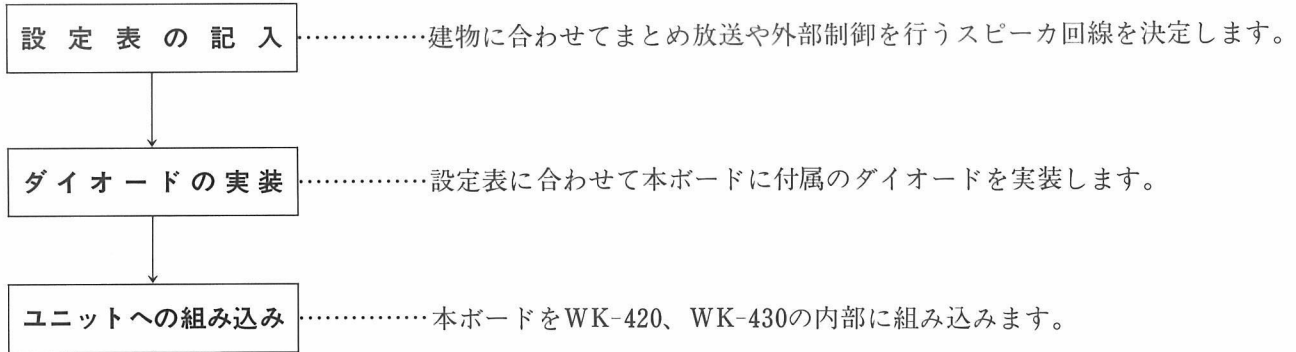 設定表の記入……………建物に合わせてまとめ放送や外部制御を行うスピーカ回線を決定します。
ダイオードの実装……………設定表に合わせて本ボードに付属のダイオードを実装します。
ユニットへの組み込み……………本ボードをWK-420、WK-430の内部に組み込みます。